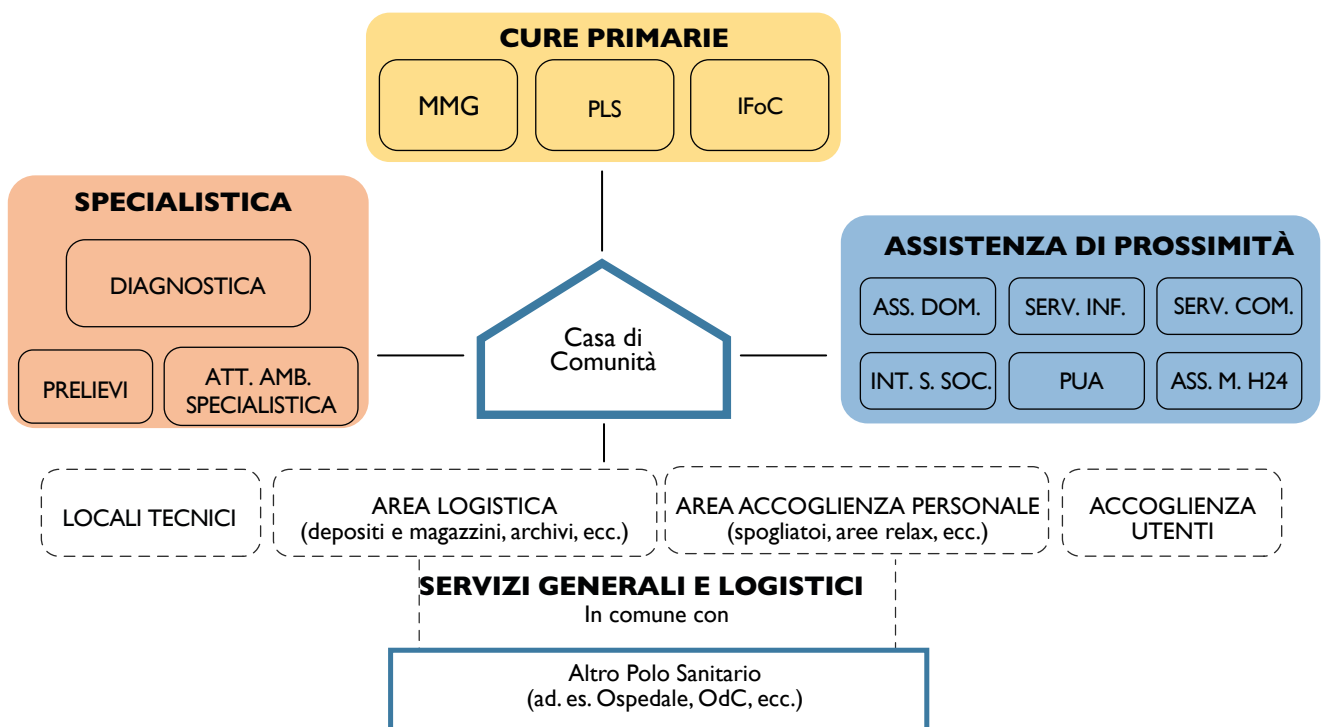 CURE PRIMARIE
MMG
PLS
IFoC
SPECIALISTICA
DIAGNOSTICA
PRELIEVI
ATT. AMB.
SPECIALISTICA
Casa di
Comunità
ASSISTENZA DI PROSSIMITÀ
ASS. DOM.
SERV. INF.
SERV. COM.
INT. S. SOC.
PUA
ASS. M. H24
LOCALI TECNICI
AREA LOGISTICA
(depositi e magazzini, archivi, ecc.)
AREA ACCOGLIENZA PERSONALE
(spogliatoi, aree relax, ecc.)
ACCOGLIENZA
UTENTI
SERVIZI GENERALI E LOGISTICI
In comune con
Altro Polo Sanitario
(ad. es. Ospedale, OdC, ecc.)